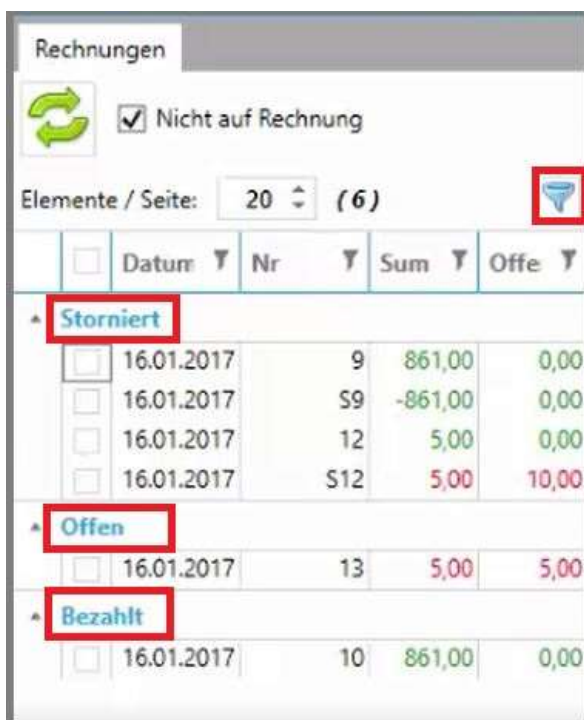 Rechnungen
Nicht auf Rechnung
Elemente / Seite: 20 (6)
Datum Nr Sum Offe
Storniert
16.01.2017 9 861,00 0,00
16.01.2017 S9 -861,00 0,00
16.01.2017 12 5,00 0,00
16.01.2017 S12 5,00 10,00
Offen
16.01.2017 13 5,00 5,00
Bezahlt
16.01.2017 10 861,00 0,00